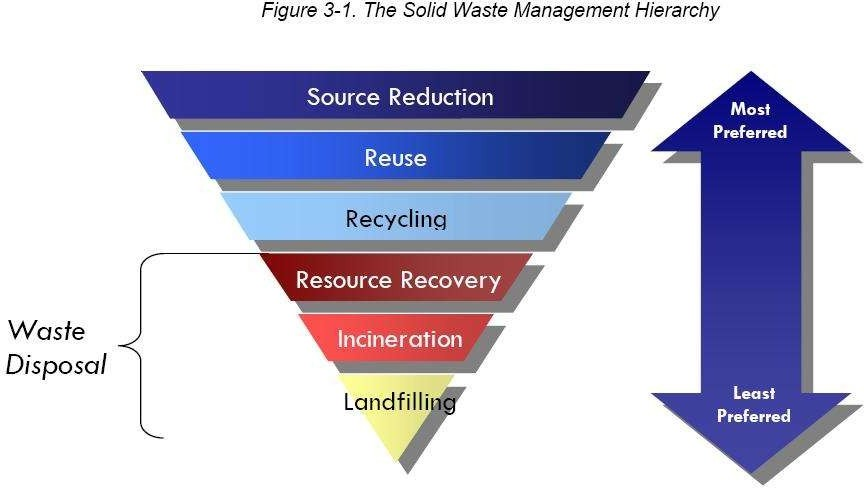 Figure 3-1. The Solid Waste Management Hierarchy
Source Reduction
Reuse
Recycling
Resource Recovery
Incineration
Landfilling
Waste
Disposal
Most
Preferred
Least
Preferred